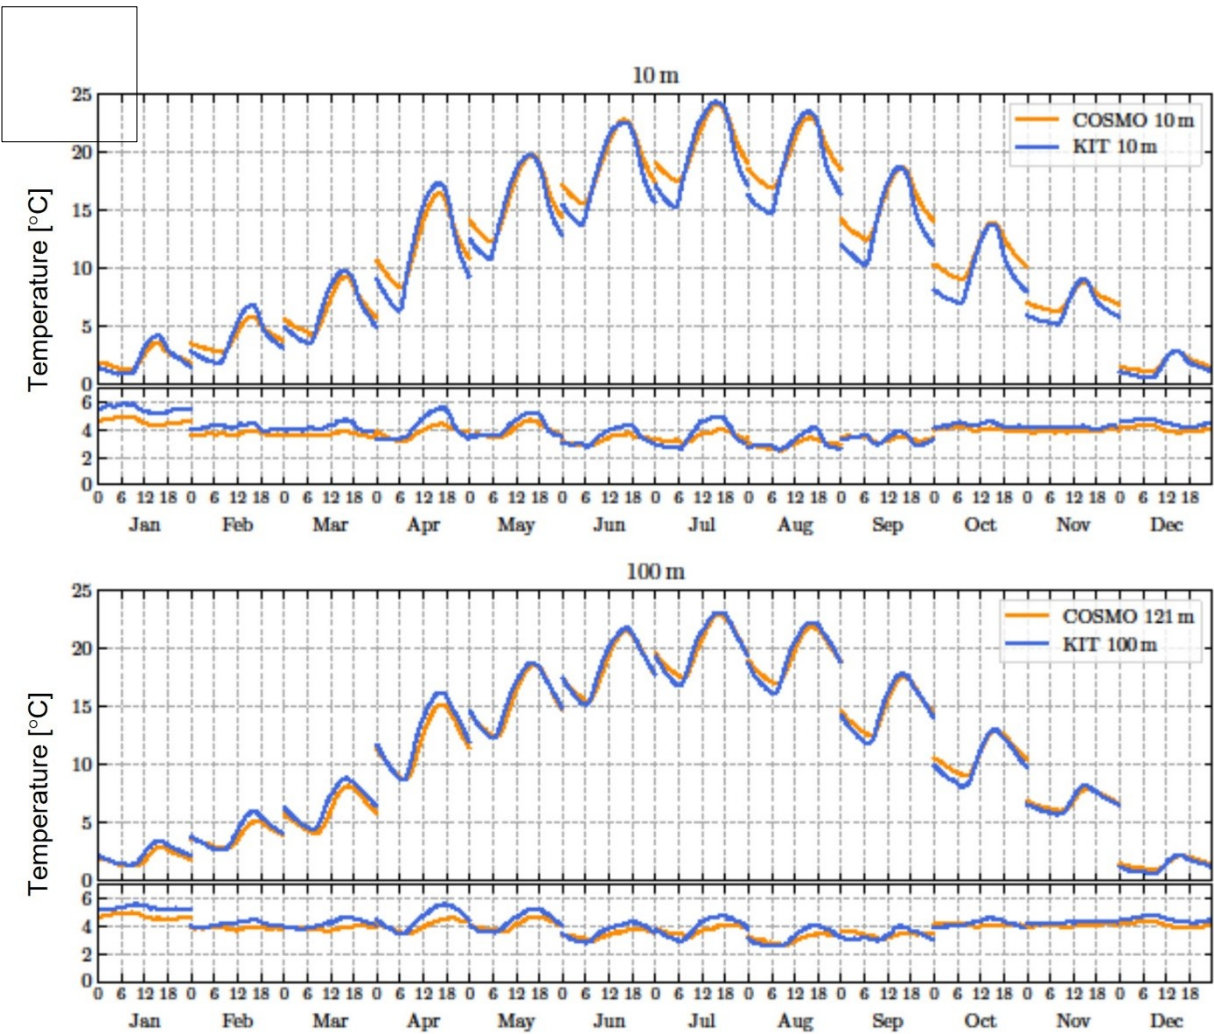 10 m
25
20
15
10
5
0
Temperature [°C]
COSMO 10 m
KIT 10 m
6
4
2
0
0 6 12 18 0 6 12 18 0 6 12 18 0 6 12 18 0 6 12 18 0 6 12 18 0 6 12 18 0 6 12 18 0 6 12 18 0 6 12 18 0 6 12 18 0 6 12 18
Jan Feb Mar Apr May Jun Jul Aug Sep Oct Nov Dec
100 m
25
20
15
10
5
0
Temperature [°C]
COSMO 121 m
KIT 100 m
6
4
2
0
0 6 12 18 0 6 12 18 0 6 12 18 0 6 12 18 0 6 12 18 0 6 12 18 0 6 12 18 0 6 12 18 0 6 12 18 0 6 12 18 0 6 12 18 0 6 12 18
Jan Feb Mar Apr May Jun Jul Aug Sep Oct Nov Dec